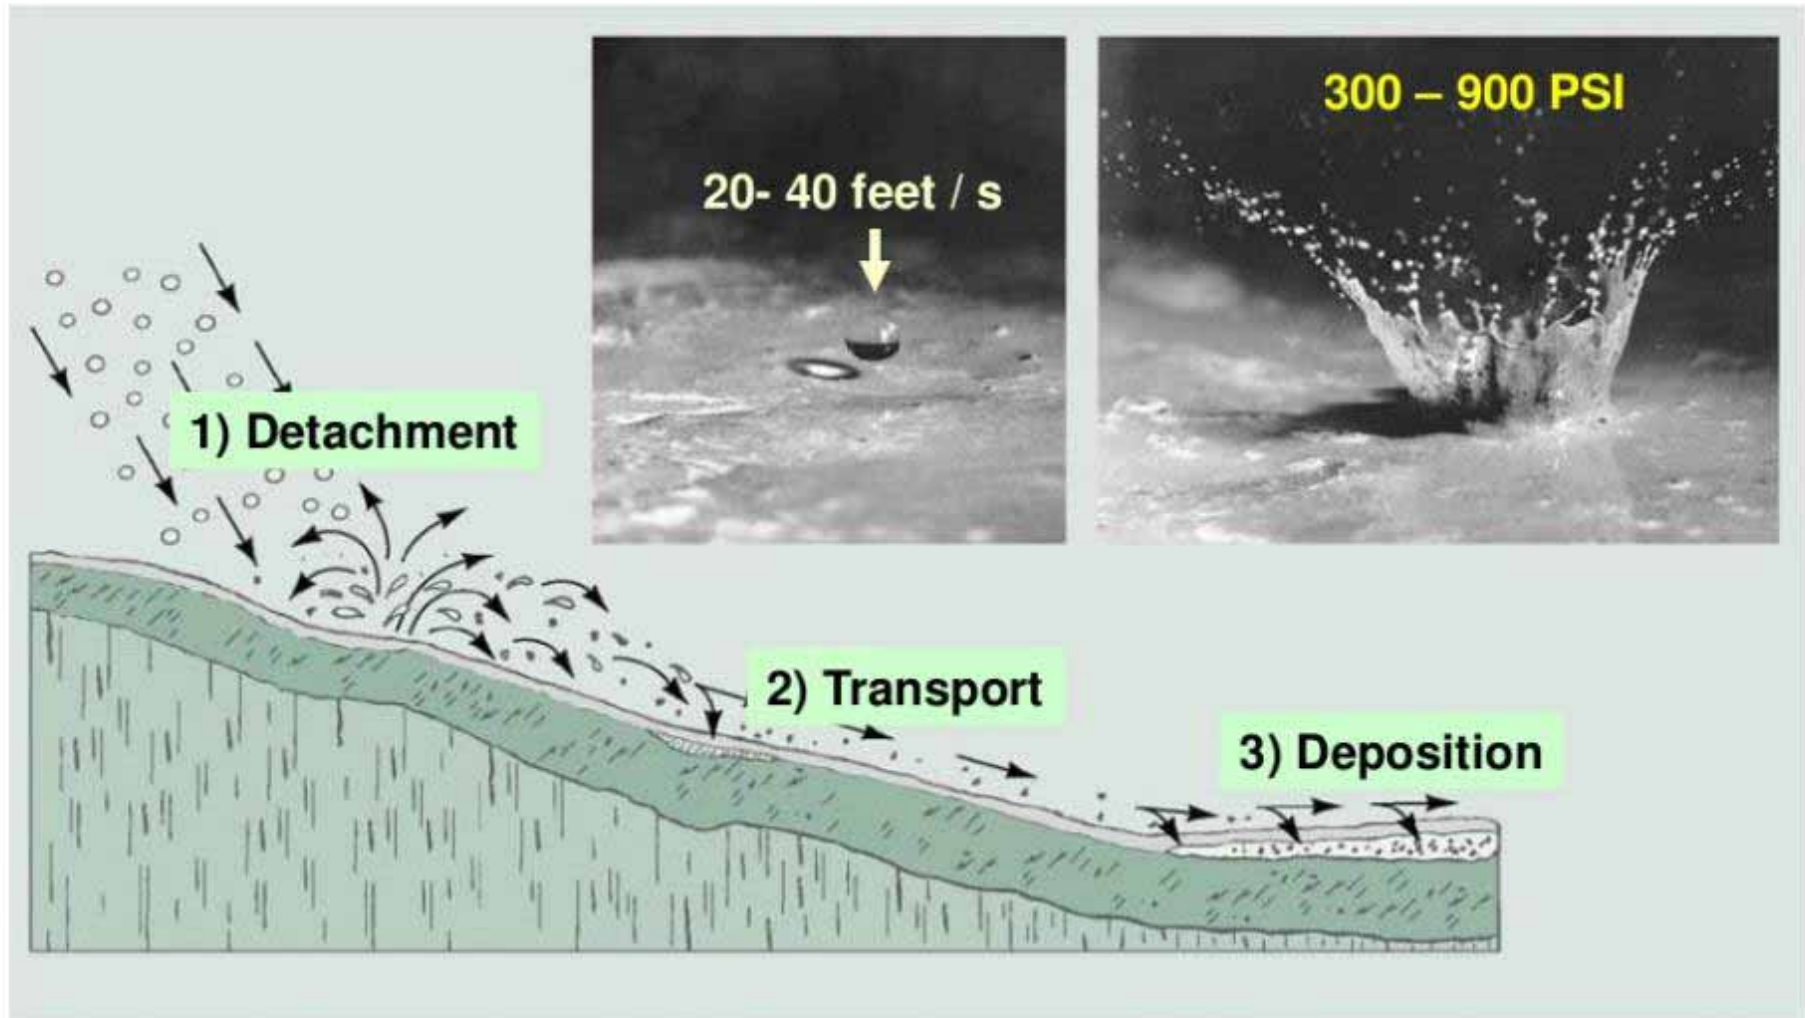 300 – 900 PSI
20- 40 feet / s
1) Detachment
2) Transport
3) Deposition